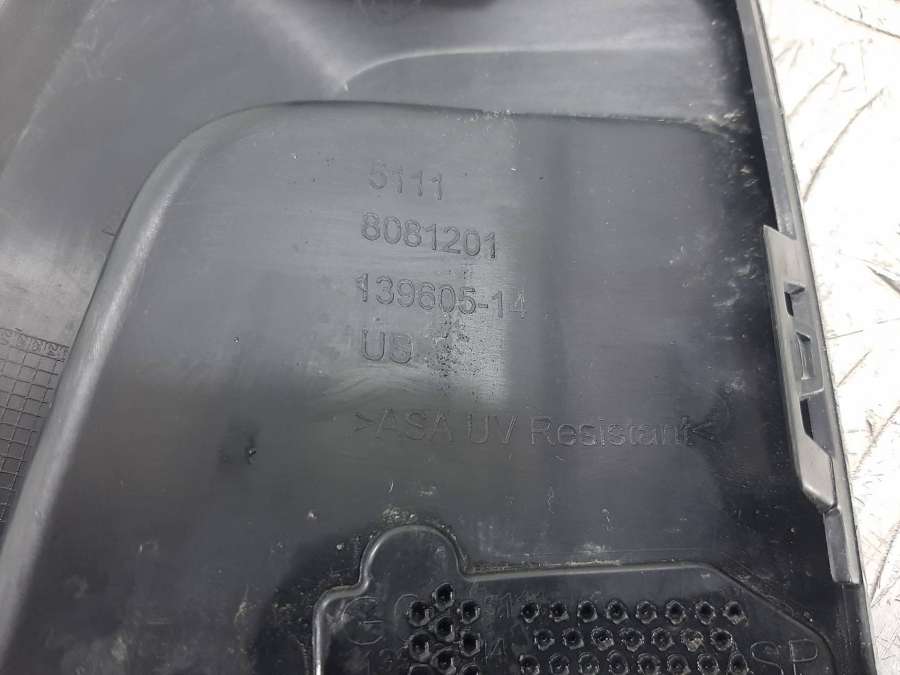 5111
8081201
139605-14
US
>ASA UV Resistant<